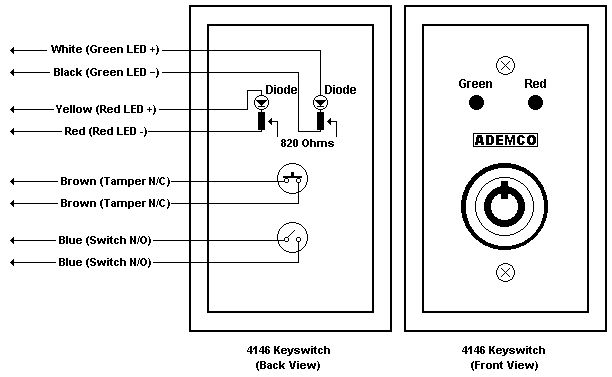 White (Green LED +)
Black (Green LED –)
Diode
Diode
Yellow (Red LED +)
Red (Red LED -)
820 Ohms
Brown (Tamper N/C)
Brown (Tamper N/C)
Blue (Switch N/O)
Blue (Switch N/O)
4146 Keyswitch
(Back View)
Green
Red
ADEMCO
4146 Keyswitch
(Front View)